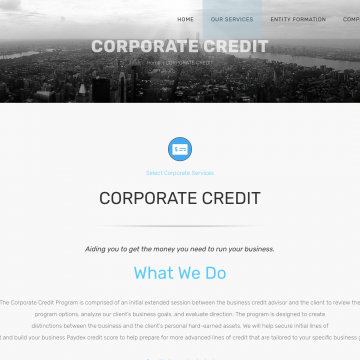 HOME OUR SERVICES ENTITY FORMATION COMP
CORPORATE CREDIT
Home | CORPORATE CREDIT
Select Corporate Services
CORPORATE CREDIT
Aiding you to get the money you need to run your business.
What We Do
The Corporate Credit Program is comprised of an initial extended session between the business credit advisor and the client to review the
program options, analyze our client's business goals, and evaluate direction. The program is designed to create
distinctions between the business and the client's personal hard-earned assets. We will help secure initial lines of
t and build your business Paydex credit score to help prepare for more advanced lines of credit that are tailored to your specific business g